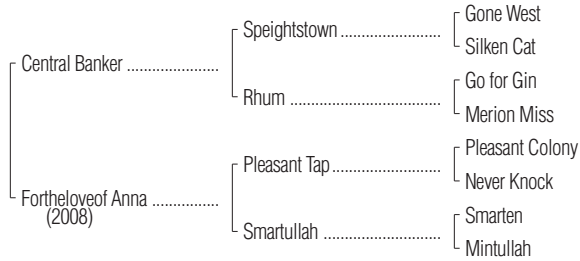 Gone West
Speightstown
Silken Cat
Central Banker
Go for Gin
Rhum
Merion Miss
Pleasant Colony
Pleasant Tap
Never Knock
Fortheloveof Anna
(2008)
Smarten
Smartullah
Mintullah